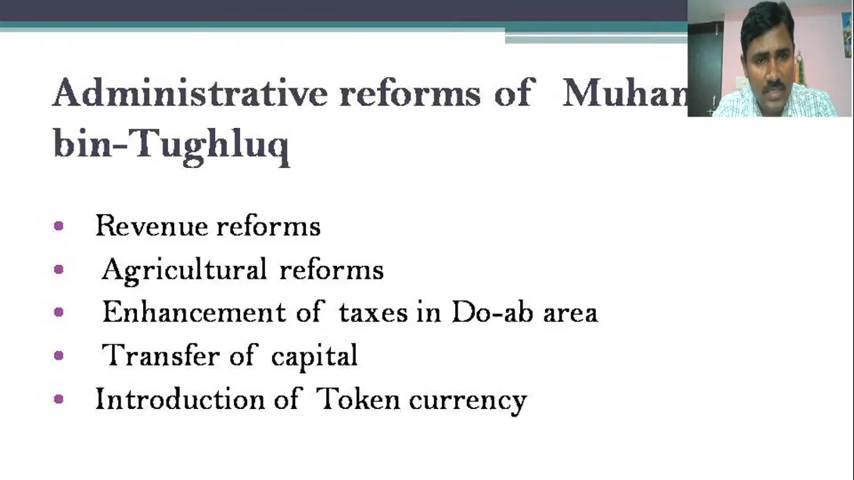 Administrative reforms of Muham
bin-Tughluq
• Revenue reforms
• Agricultural reforms
• Enhancement of taxes in Do-ab area
• Transfer of capital
• Introduction of Token currency